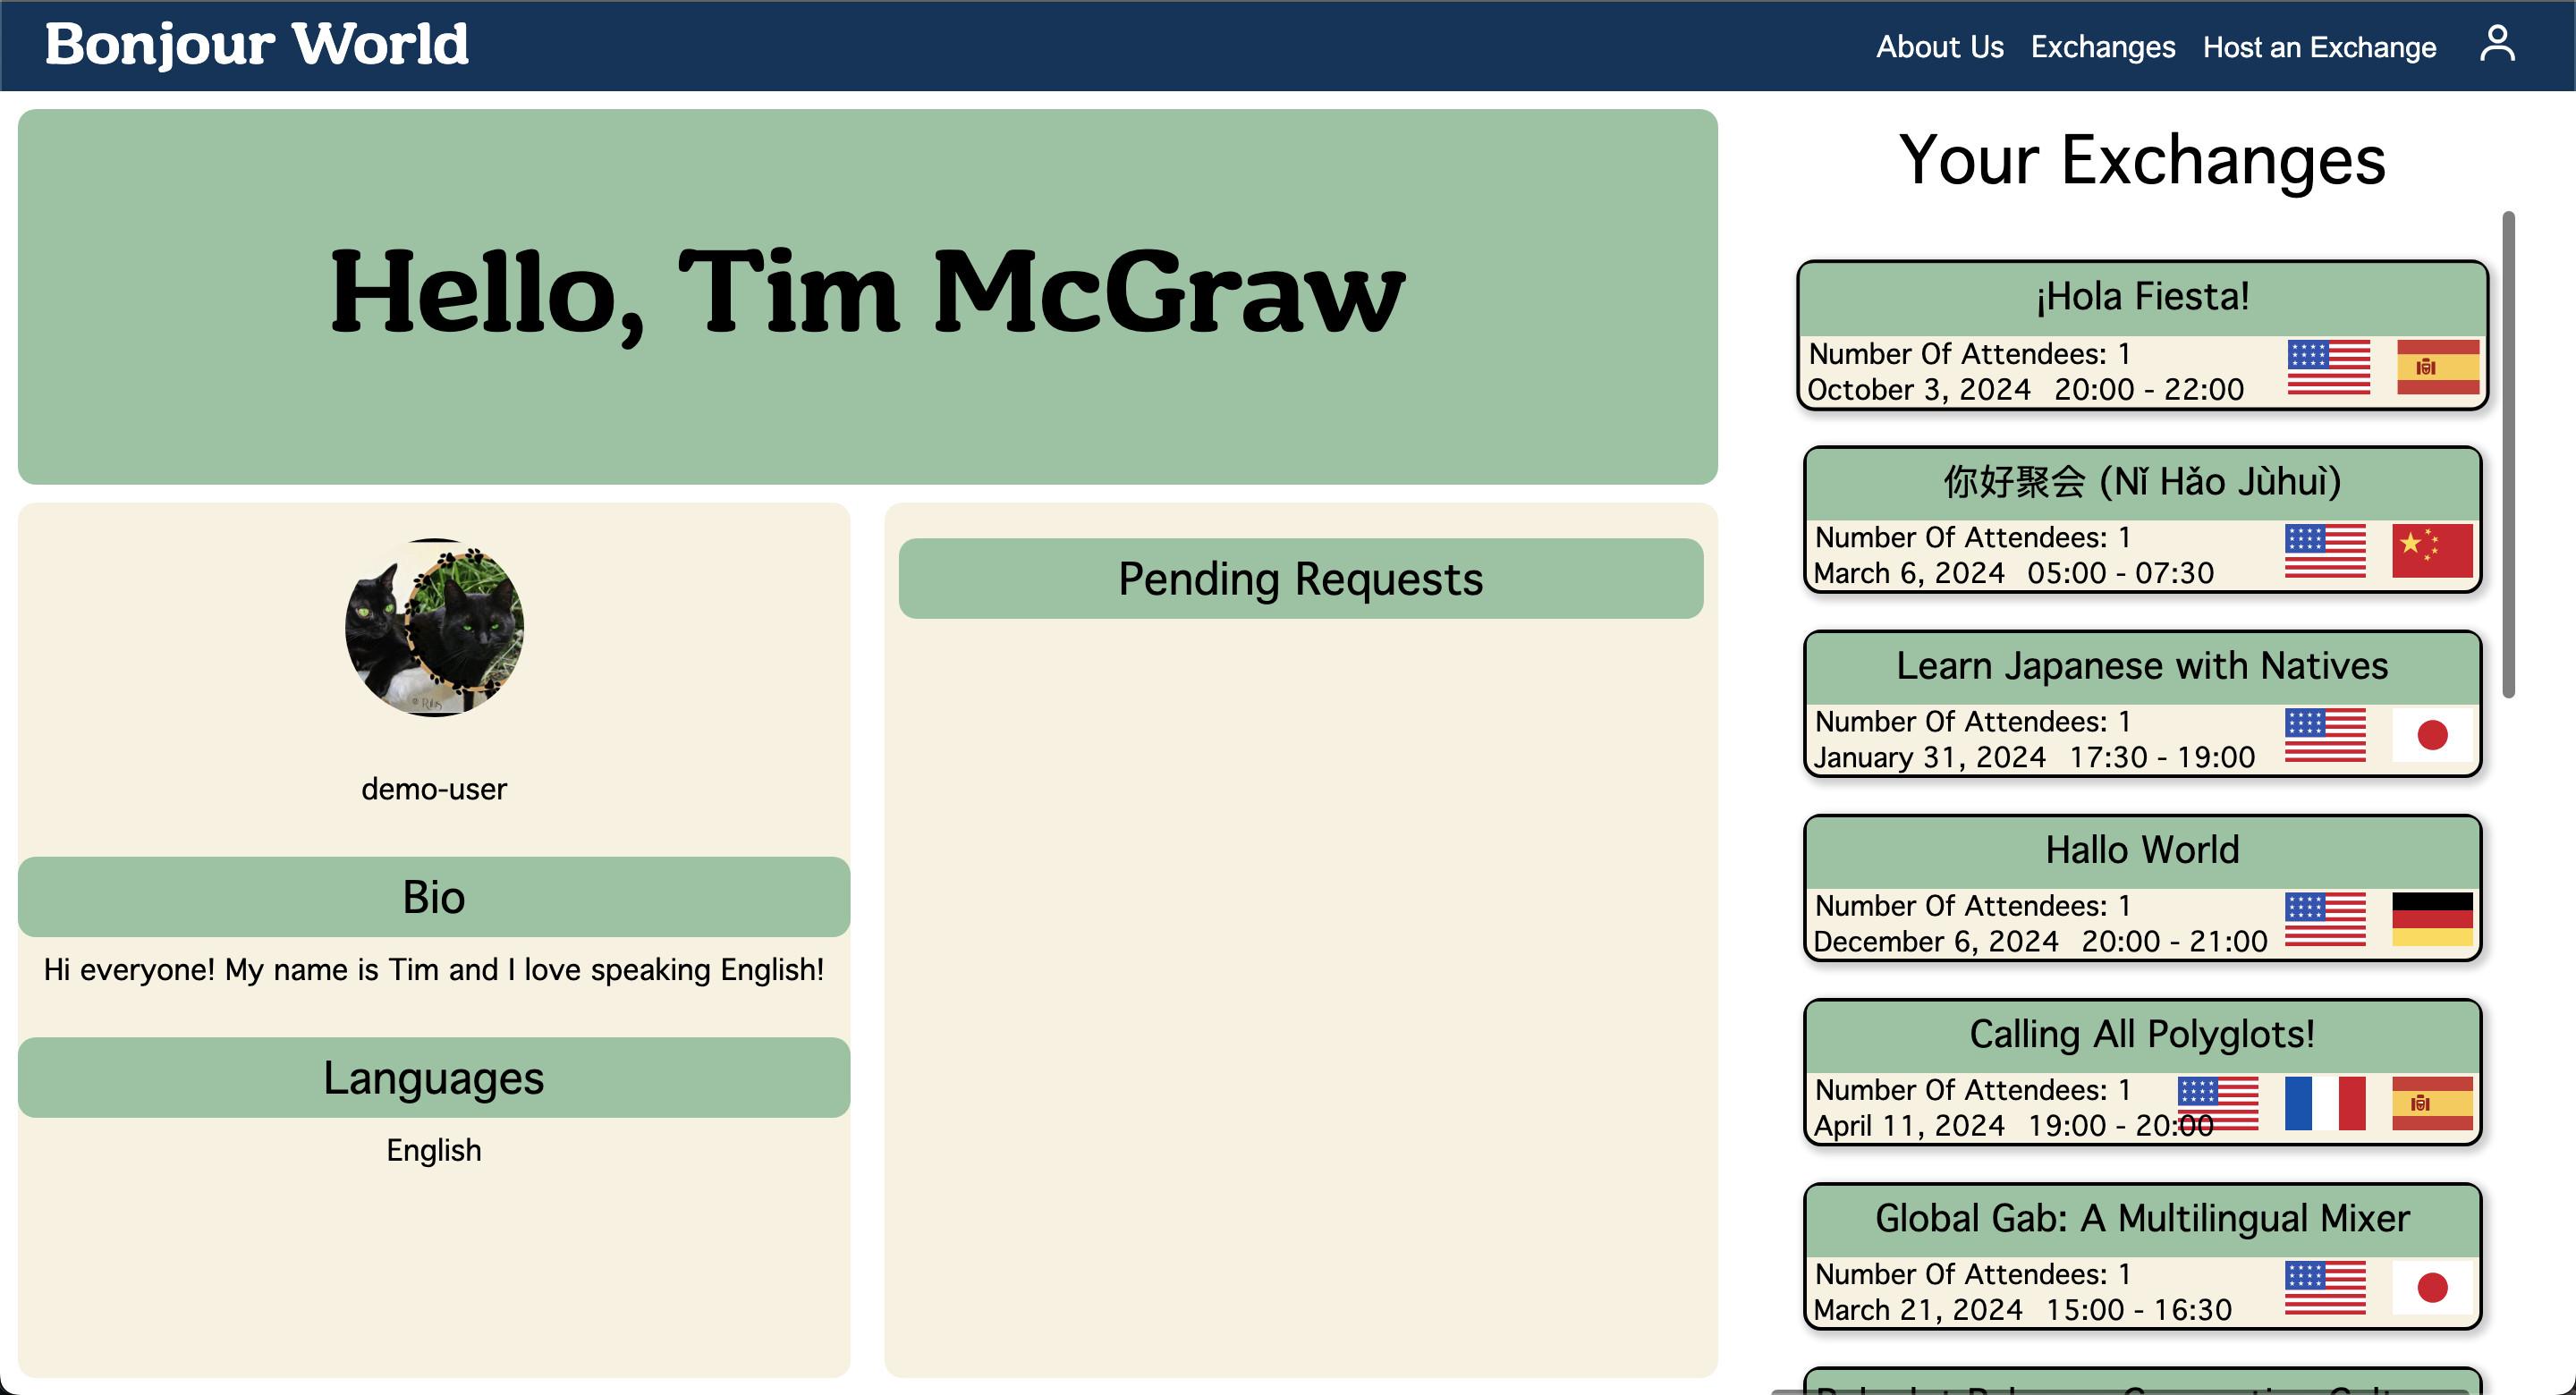 Bonjour World
About Us Exchanges Host an Exchange
Hello, Tim McGraw
demo-user
Bio
Hi everyone! My name is Tim and I love speaking English!
Languages
English
Pending Requests
Your Exchanges
¡Hola Fiesta!
Number Of Attendees: 1
October 3, 2024 20:00 - 22:00
你好聚会 (Nǐ Hǎo Jùhuì)
Number Of Attendees: 1
March 6, 2024 05:00 - 07:30
Learn Japanese with Natives
Number Of Attendees: 1
January 31, 2024 17:30 - 19:00
Hallo World
Number Of Attendees: 1
December 6, 2024 20:00 - 21:00
Calling All Polyglots!
Number Of Attendees: 1
April 11, 2024 19:00 - 20:00
Global Gab: A Multilingual Mixer
Number Of Attendees: 1
March 21, 2024 15:00 - 16:30